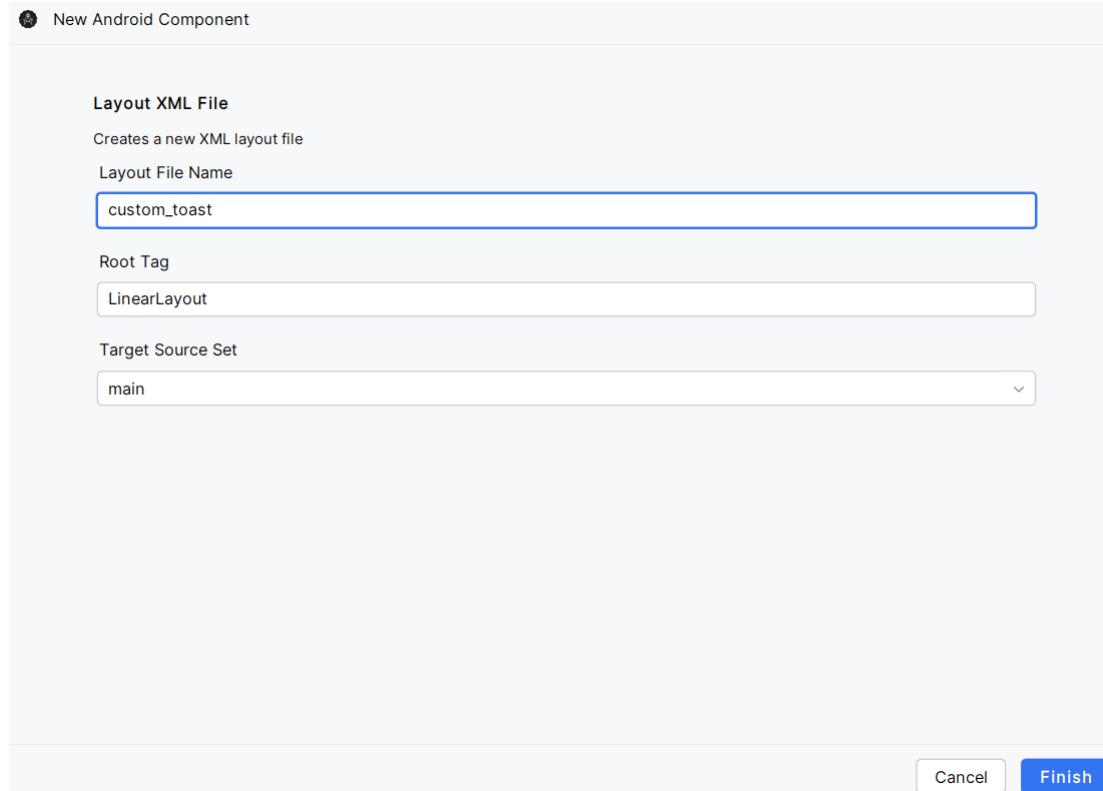 New Android Component
Layout XML File
Creates a new XML layout file
Layout File Name
custom_toast
Root Tag
LinearLayout
Target Source Set
main
Cancel
Finish